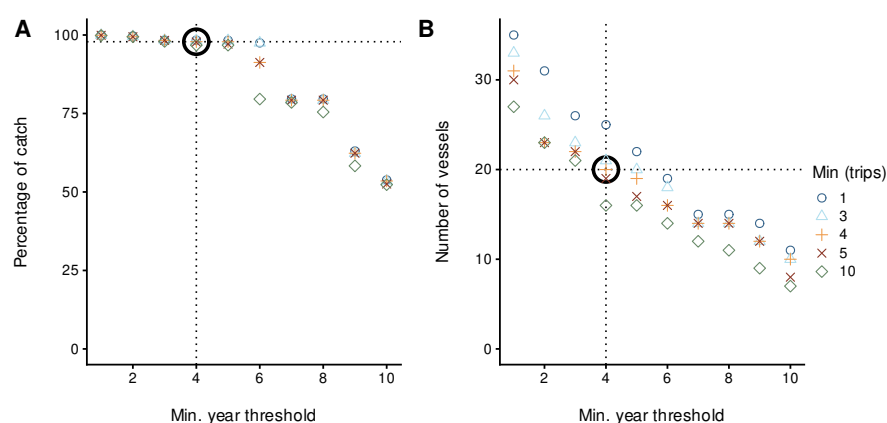 A
Percentage of catch
100
75
50
25
0
2 4 6 8 10
Min. year threshold
B
Number of vessels
30
20
10
0
2 4 6 8 10
Min. year threshold
Min (trips)
1
3
4
5
10